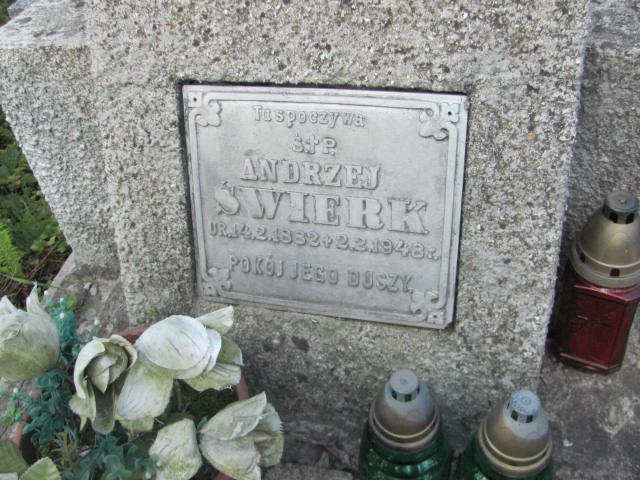 Tu spoczywa
Ś.†P.
ANDRZEJ
ŚWIERK
UR. 14.2.1882 + 2.2.1948 r.
POKÓJ JEGO DUSZY.